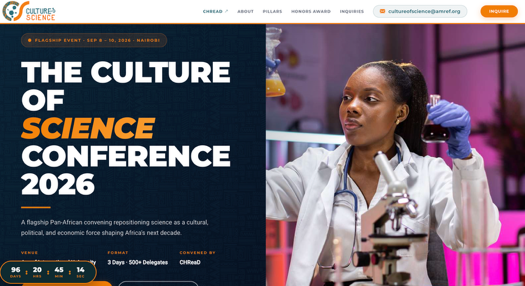 CULTURE
OF
SCIENCE
CHREAD
ABOUT
PILLARS
HONORS AWARD
INQUIRIES
cultureofscience@amref.org
INQUIRE
FLAGSHIP EVENT · SEP 8 – 10, 2026 · NAIROBI
THE CULTURE
OF
SCIENCE
CONFERENCE
2026
A flagship Pan-African convening repositioning science as a cultural,
political, and economic force shaping Africa's next decade.
VENUE
FORMAT
CONVENED BY
3 Days · 500+ Delegates
CHReaD
96 : 20 : 45 : 14
DAYS HRS MIN SEC